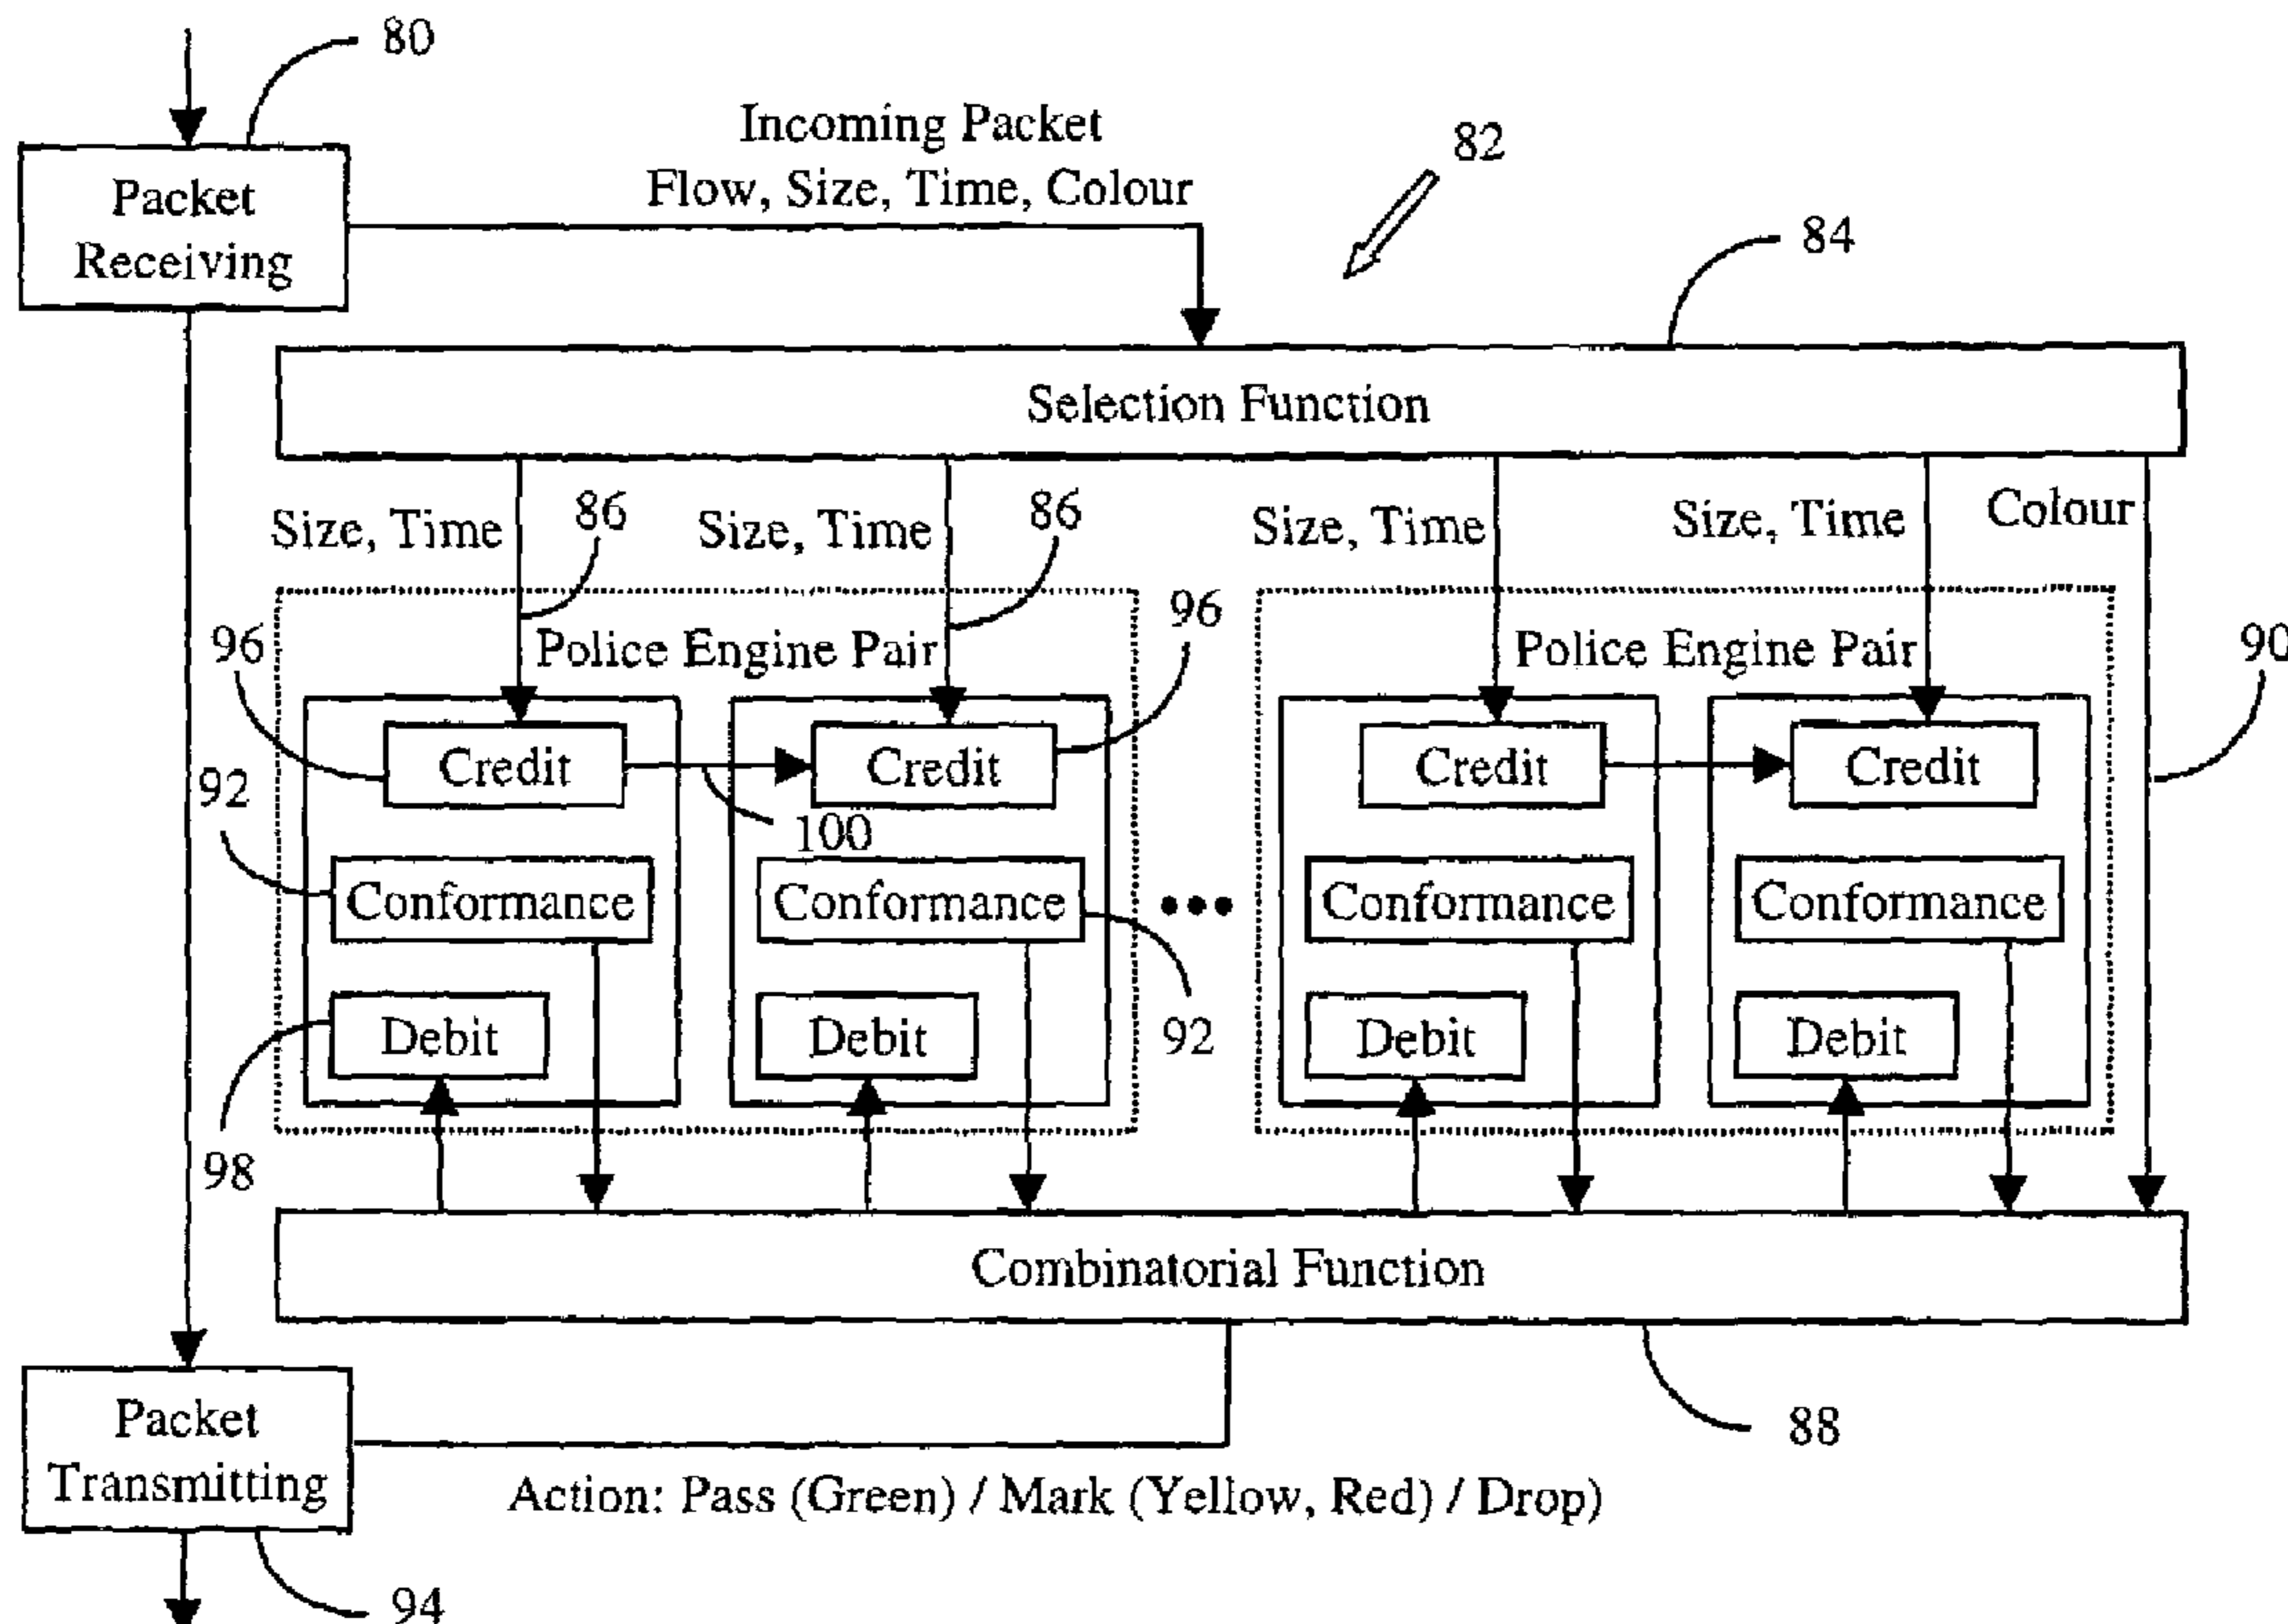 80
Incoming Packet
Flow, Size, Time, Colour
82
Packet
Receiving
84
Selection Function
Size, Time
86
Size, Time
86
Size, Time
Size, Time
Colour
96
Police Engine Pair
96
Police Engine Pair
90
Credit
Credit
Credit
Credit
92
100
Conformance
Conformance
•••
Conformance
Conformance
Debit
Debit
92
Debit
Debit
98
Combinatorial Function
Packet
Transmitting
88
Action: Pass (Green) / Mark (Yellow, Red) / Drop)
94